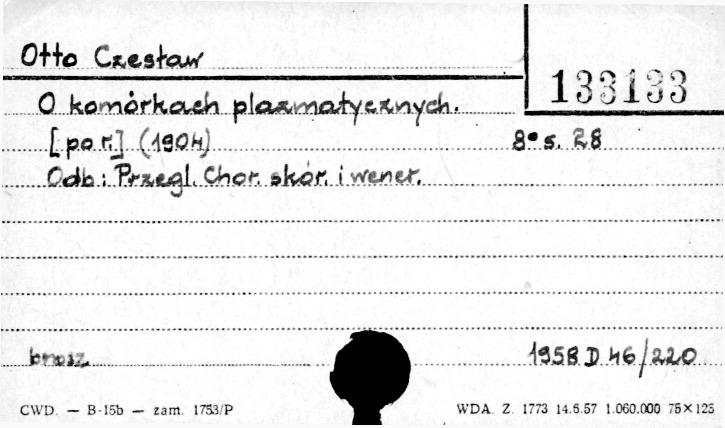 Otto Czesław
133133
O komórkach plazmatycznych.
[po r.] (1904) 8° s. 28
Odb: Przegl. Chor. skór. i wener.
brosz. 1958 D 46/220
CWD. — B-15b — zam. 1753/P WDA. Z. 1773 14.6.57 1.060.000 75×125